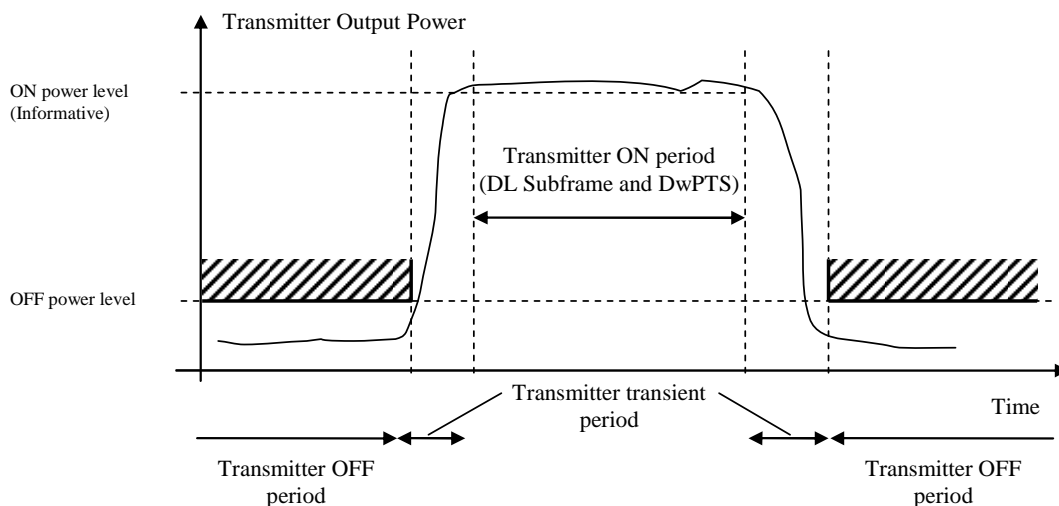 Transmitter Output Power
ON power level
(Informative)
Transmitter ON period
(DL Subframe and DwPTS)
OFF power level
Transmitter transient
period
Time
Transmitter OFF
period
Transmitter OFF
period